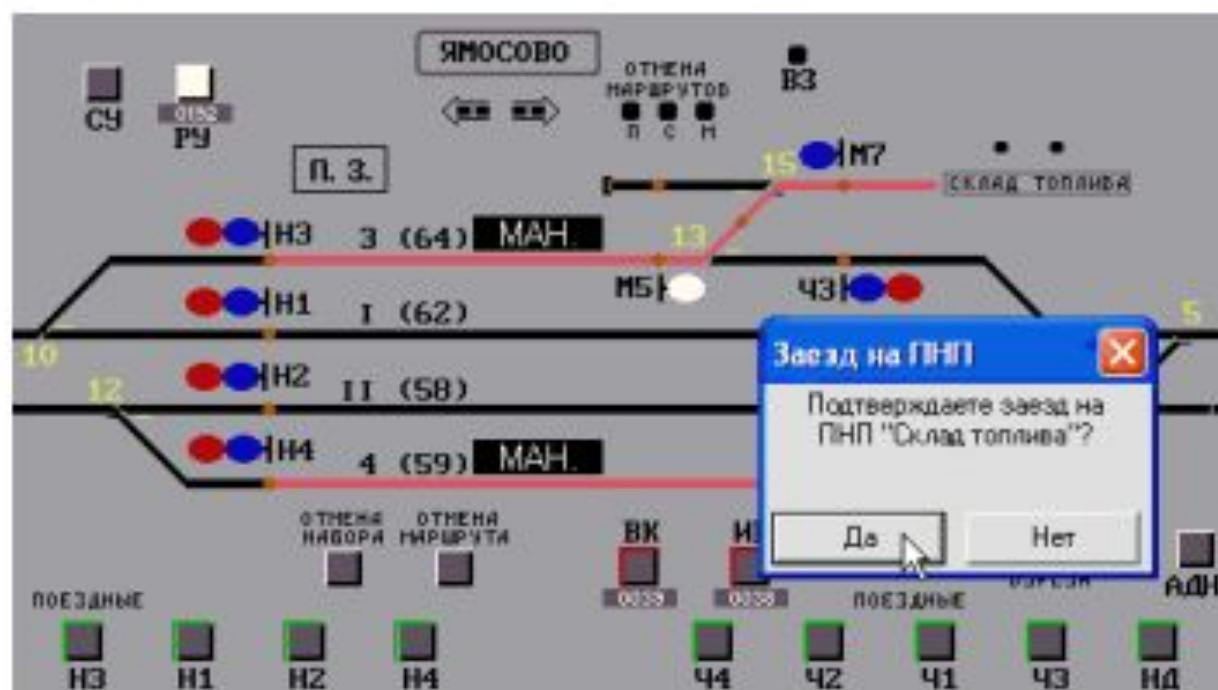 ЯМОСОВО
СУ
0152
РУ
ОТМЕНА
МАРШРУТОВ
П С М
ВЗ
П. З.
15
М7
СКЛАД ТОПЛИВА
Н3 3 (64) МАН.
13
М5
Ч3
Н1 I (62)
5
10
Н2 II (58)
12
Н4 4 (59) МАН.
Заезд на ПНП
Подтверждаете заезд на
ПНП "Склад топлива"?
Да Нет
ОТМЕНА
НАБОРА
ОТМЕНА
МАРШРУТА
ВК
0039
0038
АДН
ПОЕЗДНЫЕ
ПОЕЗДНЫЕ
Н3 Н1 Н2 Н4 Ч4 Ч2 Ч1 Ч3 НД